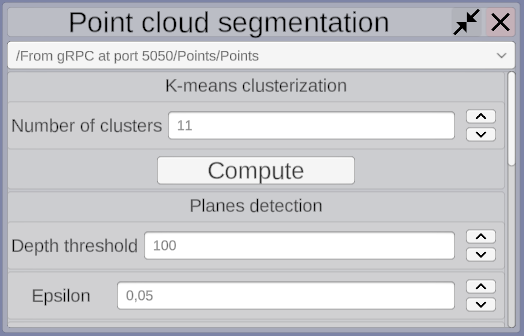 Point cloud segmentation
/From gRPC at port 5050/Points/Points
K-means clusterization
Number of clusters 11
Compute
Planes detection
Depth threshold 100
Epsilon 0,05